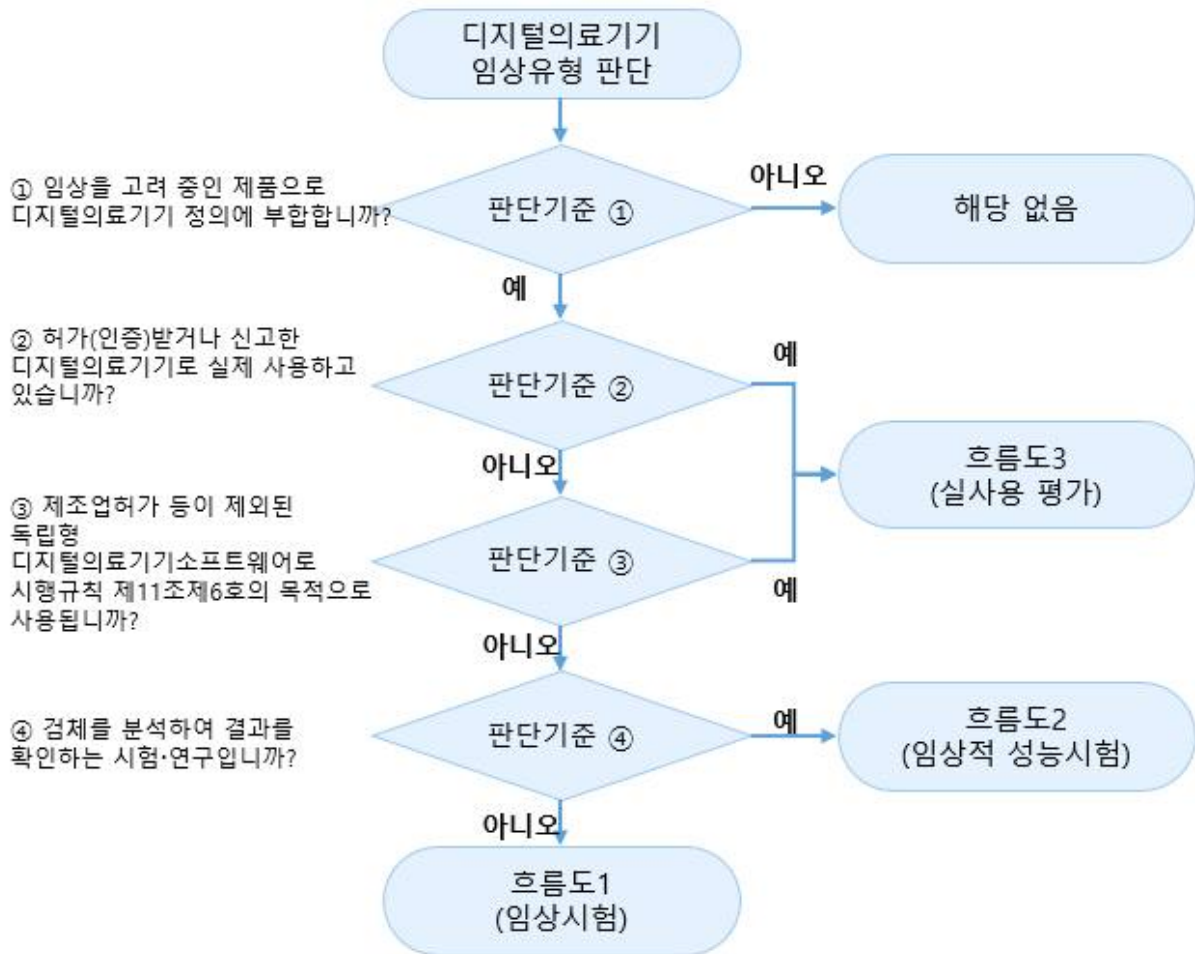 디지털의료기기
임상유형 판단
① 임상을 고려 중인 제품으로
디지털의료기기 정의에 부합합니까?
판단기준 ①
아니오
해당 없음
예
② 허가(인증)받거나 신고한
디지털의료기기로 실제 사용하고
있습니까?
판단기준 ②
예
아니오
흐름도3
(실사용 평가)
③ 제조업허가 등이 제외된
독립형
디지털의료기기소프트웨어로
시행규칙 제11조제6호의 목적으로
사용됩니까?
판단기준 ③
예
아니오
④ 검체를 분석하여 결과를
확인하는 시험·연구입니까?
판단기준 ④
예
흐름도2
(임상적 성능시험)
아니오
흐름도1
(임상시험)